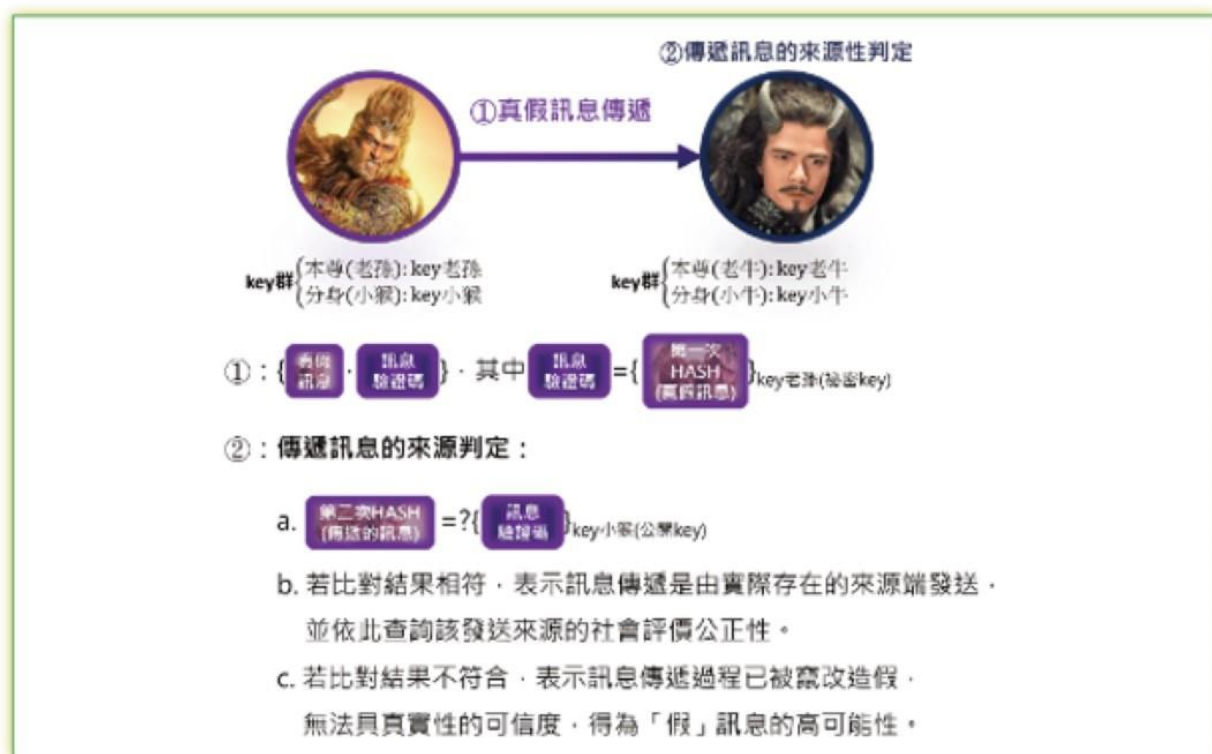 ②傳遞訊息的來源性判定
①真假訊息傳遞
key群{本尊(老孫):key老孫
分身(小猴):key小猴
key群{本尊(老牛):key老牛
分身(小牛):key小牛
①：{真假訊息，訊息驗證碼}，其中訊息驗證碼={第一次HASH(真假訊息)}key老孫(祕密key)
②：傳遞訊息的來源判定：
a. 第二次HASH(傳遞的訊息)=?{訊息驗證碼}key小猴(公開key)
b. 若比對結果相符，表示訊息傳遞是由實際存在的來源端發送，
並依此查詢該發送來源的社會評價公正性。
c. 若比對結果不符合，表示訊息傳遞過程已被竄改造假，
無法具真實性的可信度，得為「假」訊息的高可能性。